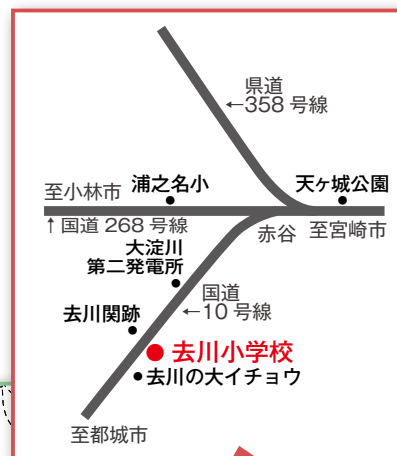 県道
←358 号線
至小林市
浦之名小
天ヶ城公園
↑国道 268 号線
赤谷
至宮崎市
大淀川
第二発電所
国道
←10 号線
去川関跡
去川小学校
去川の大イチョウ
至都城市